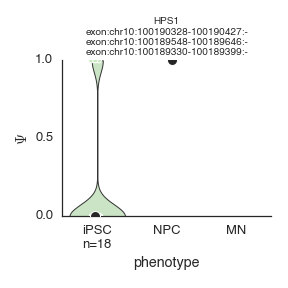 HPS1
exon:chr10:100190328-100190427:-
exon:chr10:100189548-100189646:-
exon:chr10:100189330-100189399:-
1.0
0.5
0.0
Ψ
iPSC NPC MN
n=18
phenotype